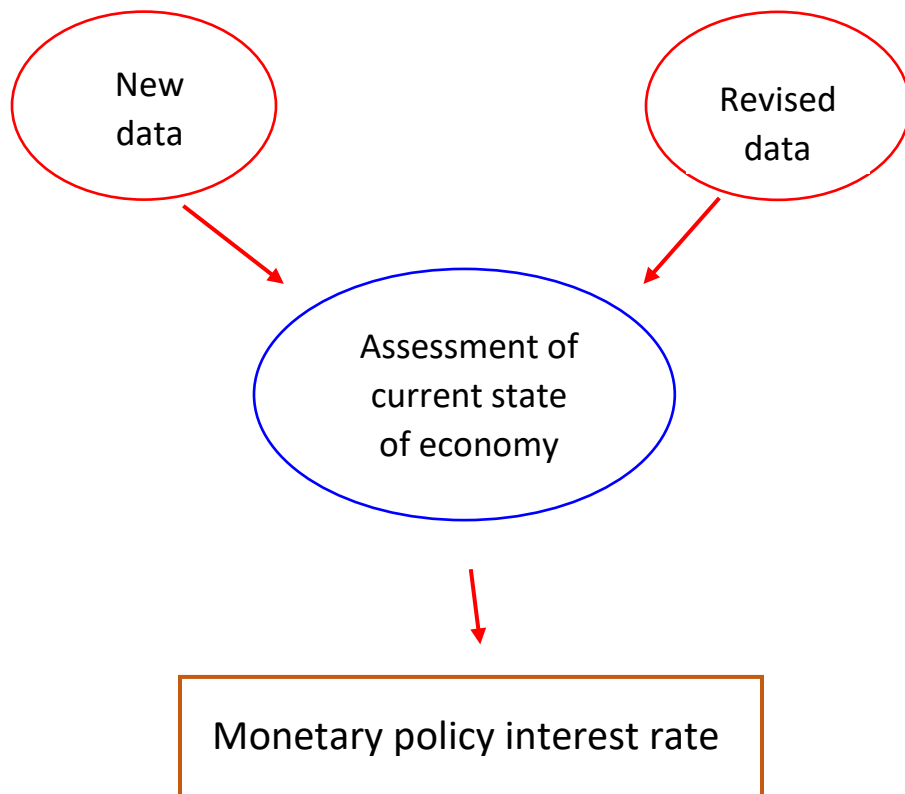 New
data
Revised
data
Assessment of
current state
of economy
Monetary policy interest rate